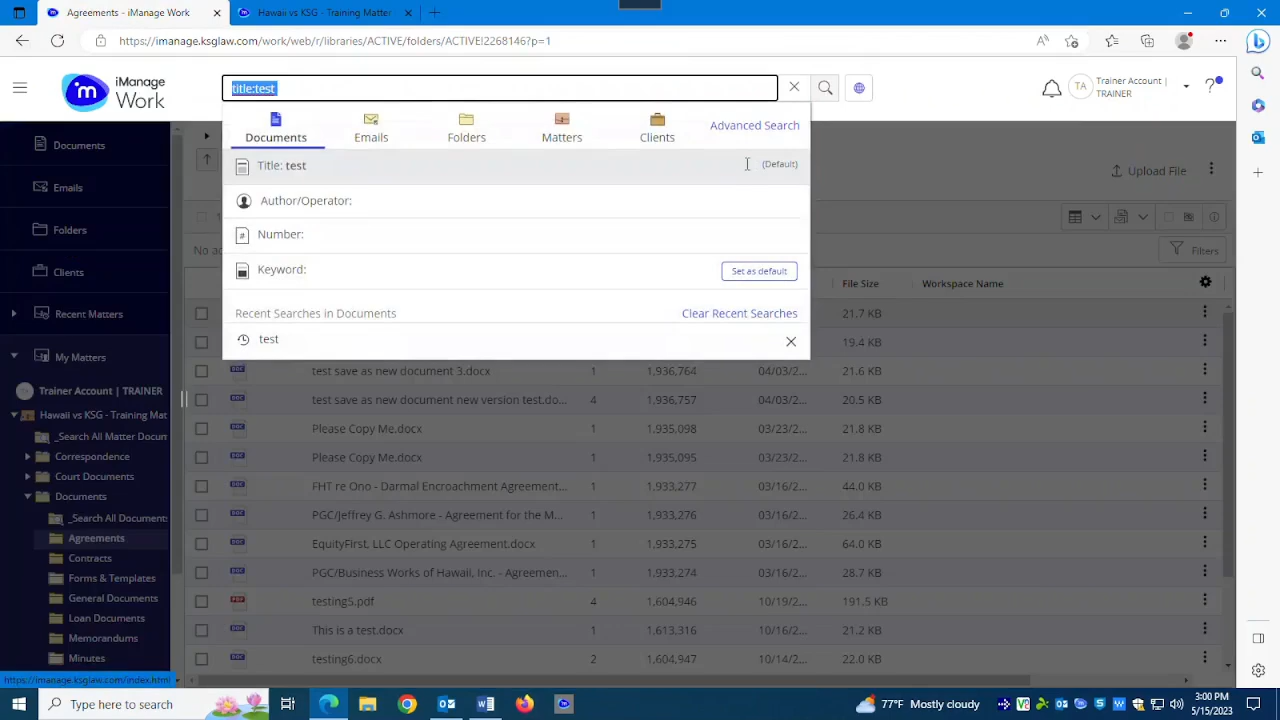 Agreements - iManage Work
Hawaii vs KSG - Training Matter
https://imanage.ksglaw.com/work/web/r/libraries/ACTIVE/folders/ACTIVE!2268146?p=1
iManage
Work
title:test
Trainer Account |
TRAINER
TA
Documents
Emails
Folders
Matters
Clients
Advanced Search
Title: test
(Default)
Author/Operator:
Number:
Keyword:
Set as default
Recent Searches in Documents
Clear Recent Searches
test
Documents
Emails
Folders
Clients
Recent Matters
My Matters
Trainer Account | TRAINER
Hawaii vs KSG - Training Mat
_Search All Matter Docum
Correspondence
Court Documents
Documents
_Search All Documents
Agreements
Contracts
Forms & Templates
General Documents
Loan Documents
Memorandums
Minutes
https://imanage.ksglaw.com/index.html
Upload File
No ac
Filters
File Size
Workspace Name
21.7 KB
19.4 KB
test save as new document 3.docx 1 1,936,764 04/03/2... 21.6 KB
test save as new document new version test.do... 4 1,936,757 04/03/2... 20.5 KB
Please Copy Me.docx 1 1,935,098 03/23/2... 21.8 KB
Please Copy Me.docx 1 1,935,095 03/23/2... 21.8 KB
FHT re Ono - Darmal Encroachment Agreement... 1 1,933,277 03/16/2... 44.0 KB
PGC/Jeffrey G. Ashmore - Agreement for the M... 1 1,933,276 03/16/2... 26.4 KB
EquityFirst, LLC Operating Agreement.docx 1 1,933,275 03/16/2... 64.0 KB
PGC/Business Works of Hawaii, Inc. - Agreemen... 1 1,933,274 03/16/2... 28.7 KB
testing5.pdf 4 1,604,946 10/19/2... 191.5 KB
This is a test.docx 1 1,613,316 10/16/2... 21.2 KB
testing6.docx 2 1,604,947 10/14/2... 22.0 KB
Type here to search
77°F Mostly cloudy
3:00 PM
5/15/2023